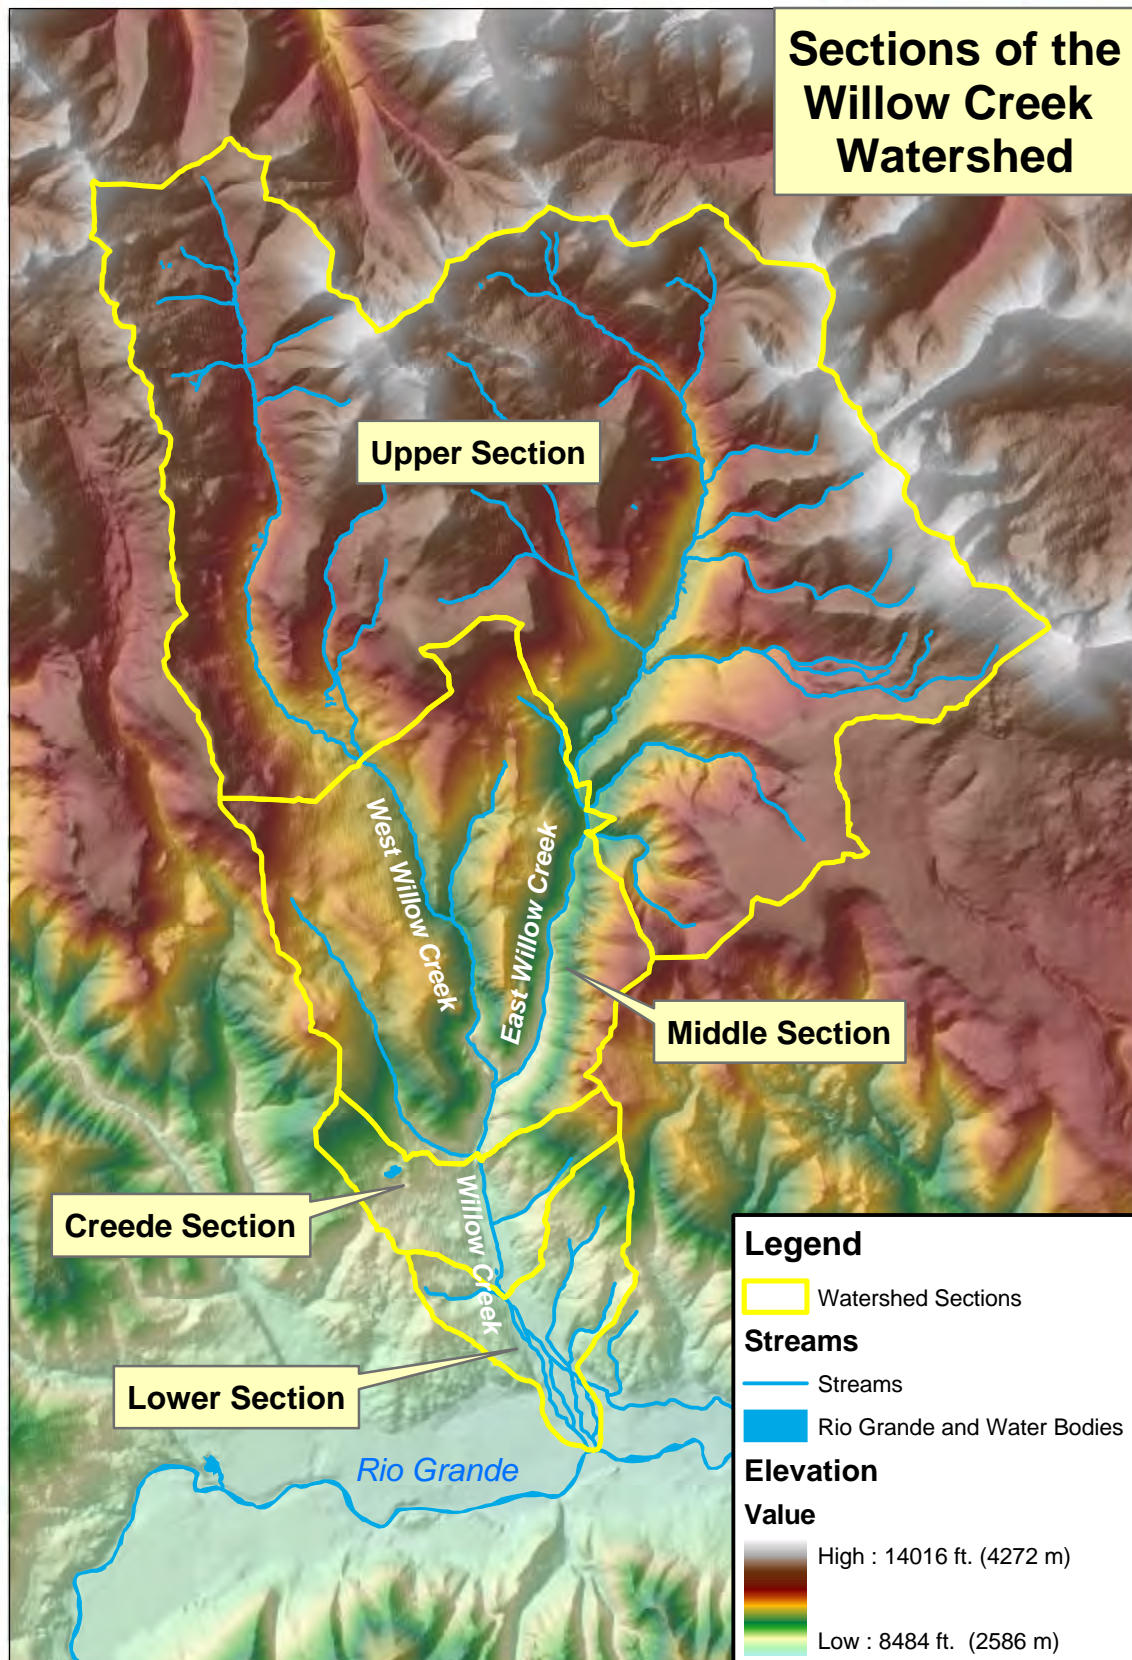 Sections of the
Willow Creek
Watershed
Upper Section
West Willow Creek
East Willow Creek
Middle Section
Creede Section
Willow Creek
Lower Section
Rio Grande
Legend
Watershed Sections
Streams
Streams
Rio Grande and Water Bodies
Elevation
Value
High : 14016 ft. (4272 m)
Low : 8484 ft. (2586 m)